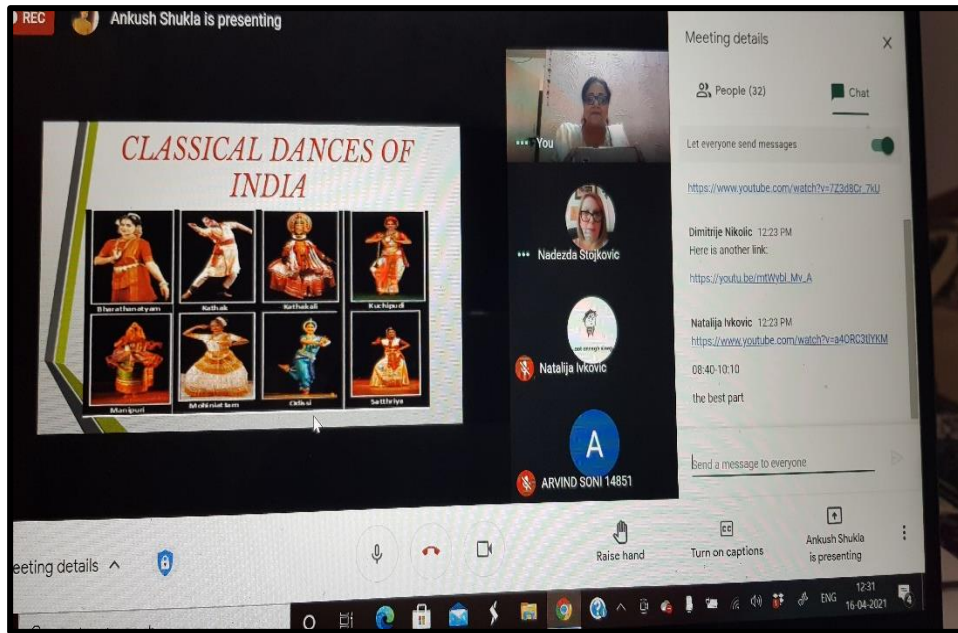 REC
Ankush Shukla is presenting
CLASSICAL DANCES OF
INDIA
Bharathanatyam
Kathak
Kathakali
Kuchipudi
Manipuri
Mohiniattam
Odissi
Satthriya
You
Nadezda Stojkovic
Natalija Ivkovic
A
ARVIND SONI 14851
Meeting details
People (32)
Chat
Let everyone send messages
https://www.youtube.com/watch?v=7Z3d8Cr_7kU
Dimitrije Nikolic 12:23 PM
Here is another link:
https://youtu.be/mtWybl_Mv_A
Natalija Ivkovic 12:23 PM
https://www.youtube.com/watch?v=a4ORC3tlYKM
08:40-10:10
the best part
Send a message to everyone
eeting details
Raise hand
CC
Turn on captions
Ankush Shukla
is presenting
ENG
12:31
16-04-2021
4